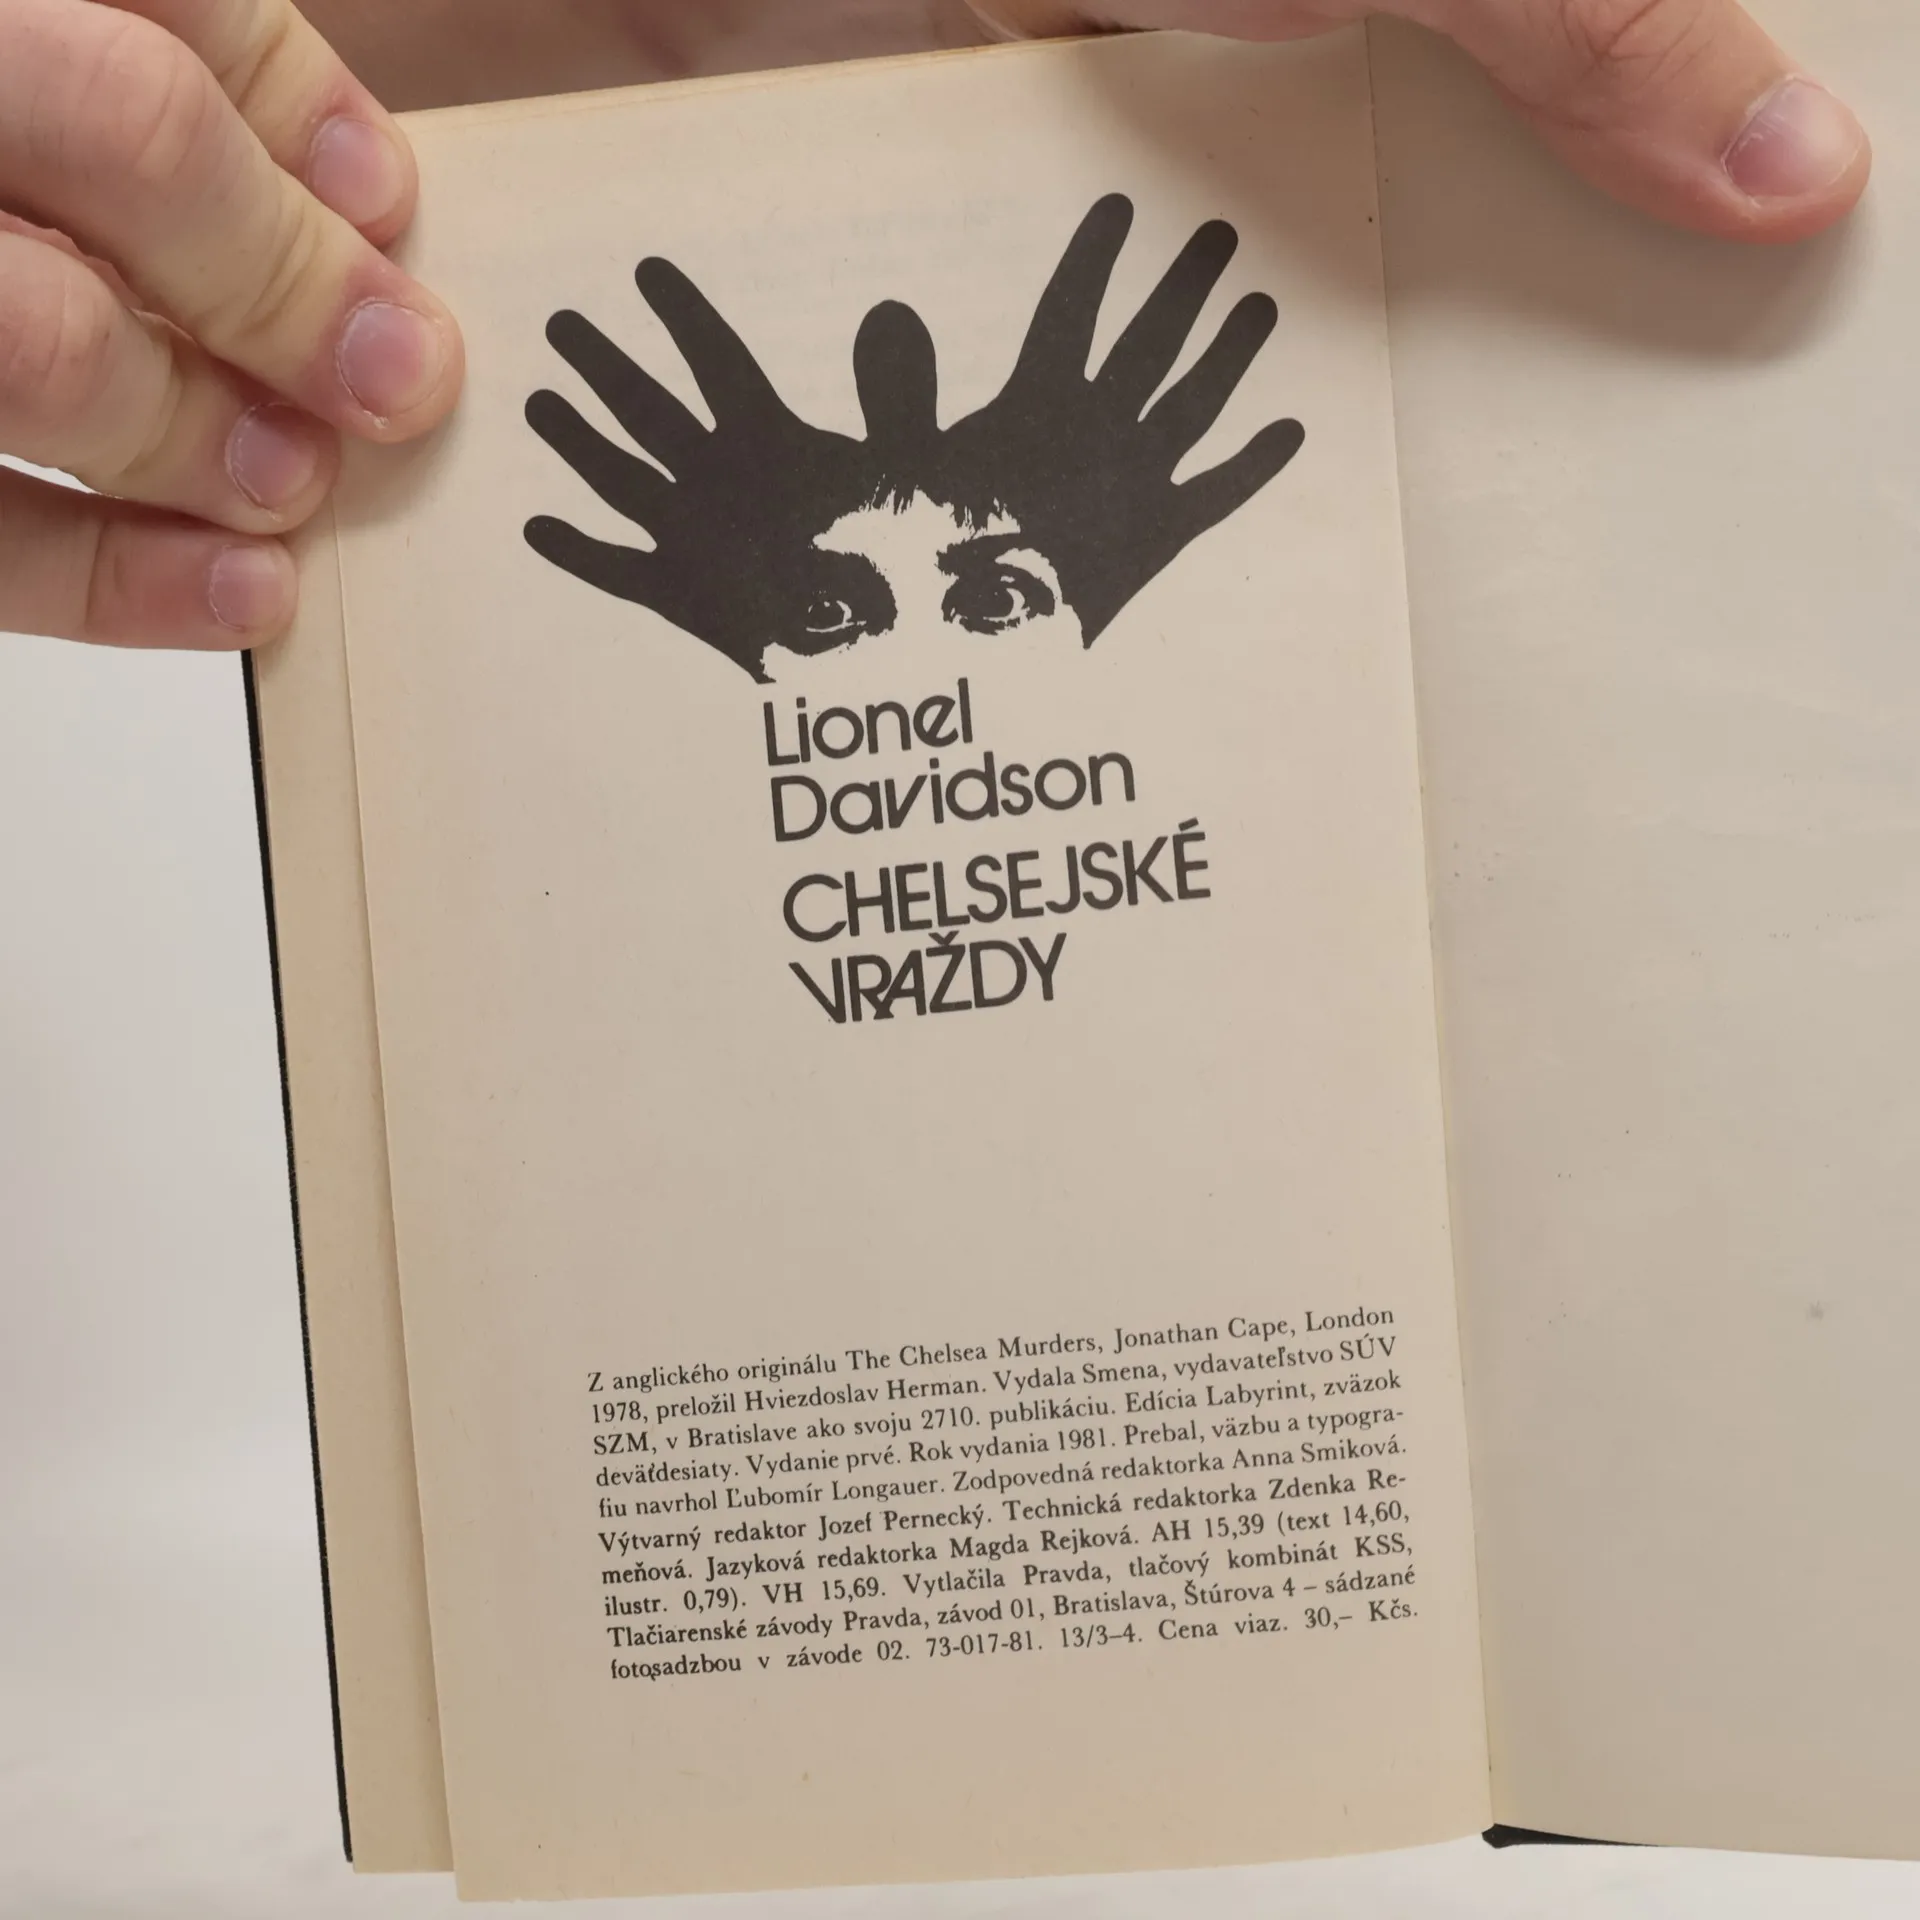 Lionel
Davidson
CHELSEJSKÉ
VRAŽDY
Z anglického originálu The Chelsea Murders, Jonathan Cape, London
1978, preložil Hviezdoslav Herman. Vydala Smena, vydavateľstvo SÚV
SZM, v Bratislave ako svoju 2710. publikáciu. Edícia Labyrint, zväzok
deväťdesiaty. Vydanie prvé. Rok vydania 1981. Prebal, väzbu a typogra-
fiu navrhol Ľubomír Longauer. Zodpovedná redaktorka Anna Smiková.
Výtvarný redaktor Jozef Pernecký. Technická redaktorka Zdenka Re-
meňová. Jazyková redaktorka Magda Rejková. AH 15,39 (text 14,60,
ilustr. 0,79). VH 15,69. Vytlačila Pravda, tlačový kombinát KSS,
Tlačiarenské závody Pravda, závod 01, Bratislava, Štúrova 4 – sádzané
fotosadzbou v závode 02. 73-017-81. 13/3–4. Cena viaz. 30,– Kčs.